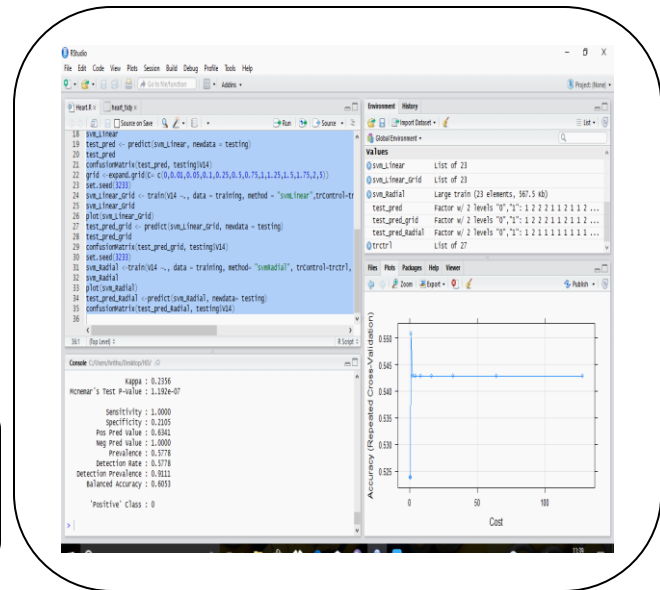 RStudio
File Edit Code View Plots Session Build Debug Profile Tools Help
Go to file/function Addins
Project: (None)
Heart.R × heart_tidy ×
Source on Save Run Source
18 svm_Linear
19 test_pred <- predict(svm_Linear, newdata = testing)
20 test_pred
21 confusionMatrix(test_pred, testing$V14)
22 grid <-expand.grid(C= c(0,0.01,0.05,0.1,0.25,0.5,0.75,1,1.25,1.5,1.75,2,5))
23 set.seed(3233)
24 svm_Linear_Grid <- train(V14 ~., data = training, method = "svmLinear",trControl=tr
25 svm_Linear_Grid
26 plot(svm_Linear_Grid)
27 test_pred_grid <-predict(svm_Linear_Grid, newdata = testing)
28 test_pred_grid
29 confusionMatrix(test_pred_grid, testing$V14)
30 set.seed(3233)
31 svm_Radial <-train(V14 ~., data = training, method= "svmRadial", trControl=trctrl,
32 svm_Radial
33 plot(svm_Radial)
34 test_pred_Radial <-predict(svm_Radial, newdata= testing)
35 confusionMatrix(test_pred_Radial, testing$V14)
36
36:1 (Top Level) R Script
Console C:/Users/hrithu/Desktop/HD/
Kappa : 0.2356
Mcnemar's Test P-Value : 1.192e-07
Sensitivity : 1.0000
Specificity : 0.2105
Pos Pred Value : 0.6341
Neg Pred Value : 1.0000
Prevalence : 0.5778
Detection Rate : 0.5778
Detection Prevalence : 0.9111
Balanced Accuracy : 0.6053
'Positive' Class : 0
>
Environment History
Import Dataset List
Global Environment
Values
svm_Linear List of 23
svm_Linear_Grid List of 23
svm_Radial Large train (23 elements, 567.5 kb)
test_pred Factor w/ 2 levels "0","1": 1 2 2 2 1 1 2 1 1 2 ...
test_pred_grid Factor w/ 2 levels "0","1": 1 2 2 2 1 1 2 1 1 2 ...
test_pred_Radial Factor w/ 2 levels "0","1": 1 1 1 1 1 1 1 1 1 1 ...
trctrl List of 27
Files Plots Packages Help Viewer
Zoom Export Publish
Accuracy (Repeated Cross-Validation)
0.550
0.545
0.540
0.535
0.530
0.525
0 50 100
Cost